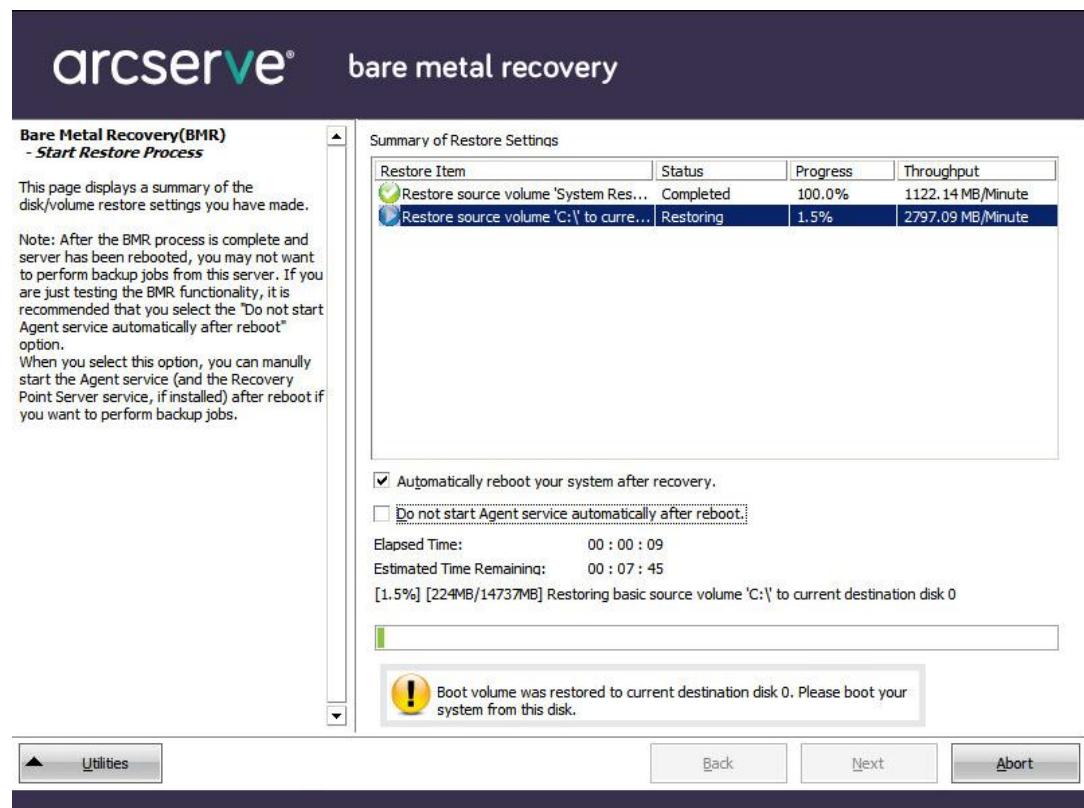 arcserve®
bare metal recovery
Bare Metal Recovery(BMR)
- Start Restore Process
This page displays a summary of the
disk/volume restore settings you have made.
Note: After the BMR process is complete and
server has been rebooted, you may not want
to perform backup jobs from this server. If you
are just testing the BMR functionality, it is
recommended that you select the "Do not start
Agent service automatically after reboot"
option.
When you select this option, you can manully
start the Agent service (and the Recovery
Point Server service, if installed) after reboot if
you want to perform backup jobs.
Summary of Restore Settings
Restore Item Status Progress Throughput
Restore source volume 'System Res... Completed 100.0% 1122.14 MB/Minute
Restore source volume 'C:\' to curre... Restoring 1.5% 2797.09 MB/Minute
Automatically reboot your system after recovery.
Do not start Agent service automatically after reboot.
Elapsed Time: 00 : 00 : 09
Estimated Time Remaining: 00 : 07 : 45
[1.5%] [224MB/14737MB] Restoring basic source volume 'C:\' to current destination disk 0
Boot volume was restored to current destination disk 0. Please boot your
system from this disk.
Utilities Back Next Abort